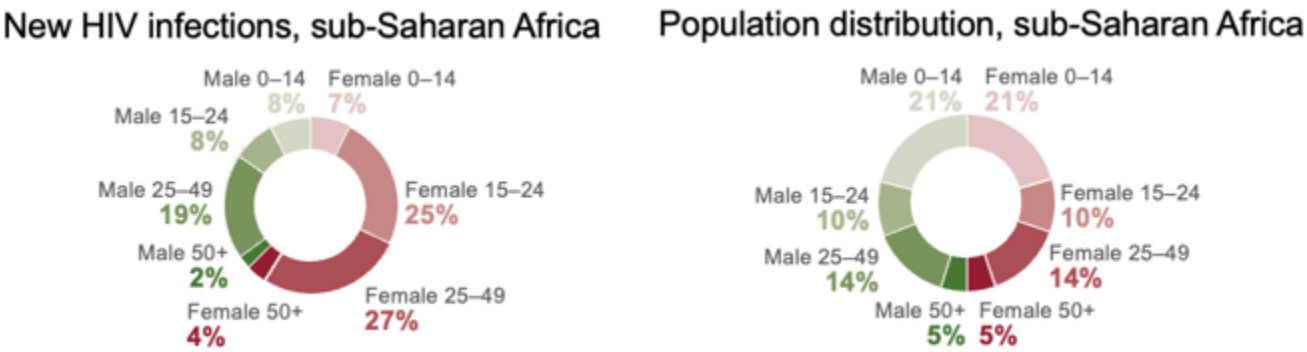 New HIV infections, sub-Saharan Africa
Male 0–14
8%
Female 0–14
7%
Male 15–24
8%
Male 25–49
19%
Female 15–24
25%
Male 50+
2%
Female 50+
4%
Female 25–49
27%
Population distribution, sub-Saharan Africa
Male 0–14
21%
Female 0–14
21%
Male 15–24
10%
Female 15–24
10%
Male 25–49
14%
Female 25–49
14%
Male 50+
5%
Female 50+
5%